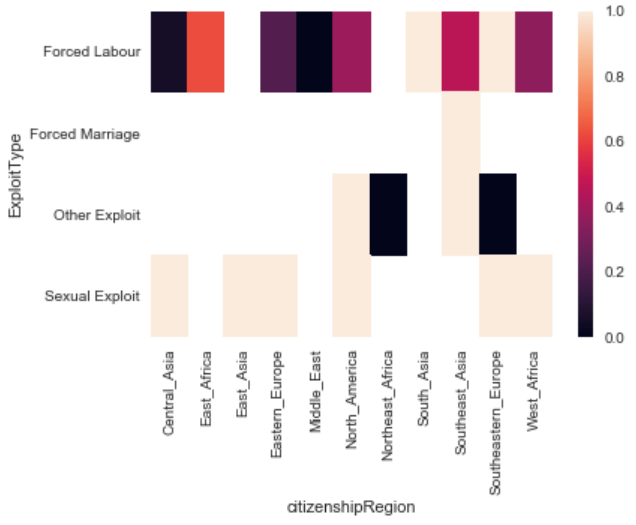 Forced Labour
Forced Marriage
Other Exploit
Sexual Exploit
ExploitType
1.0
0.8
0.6
0.4
0.2
0.0
Central_Asia
East_Africa
East_Asia
Eastern_Europe
Middle_East
North_America
Northeast_Africa
South_Asia
Southeast_Asia
Southeastern_Europe
West_Africa
citizenshipRegion